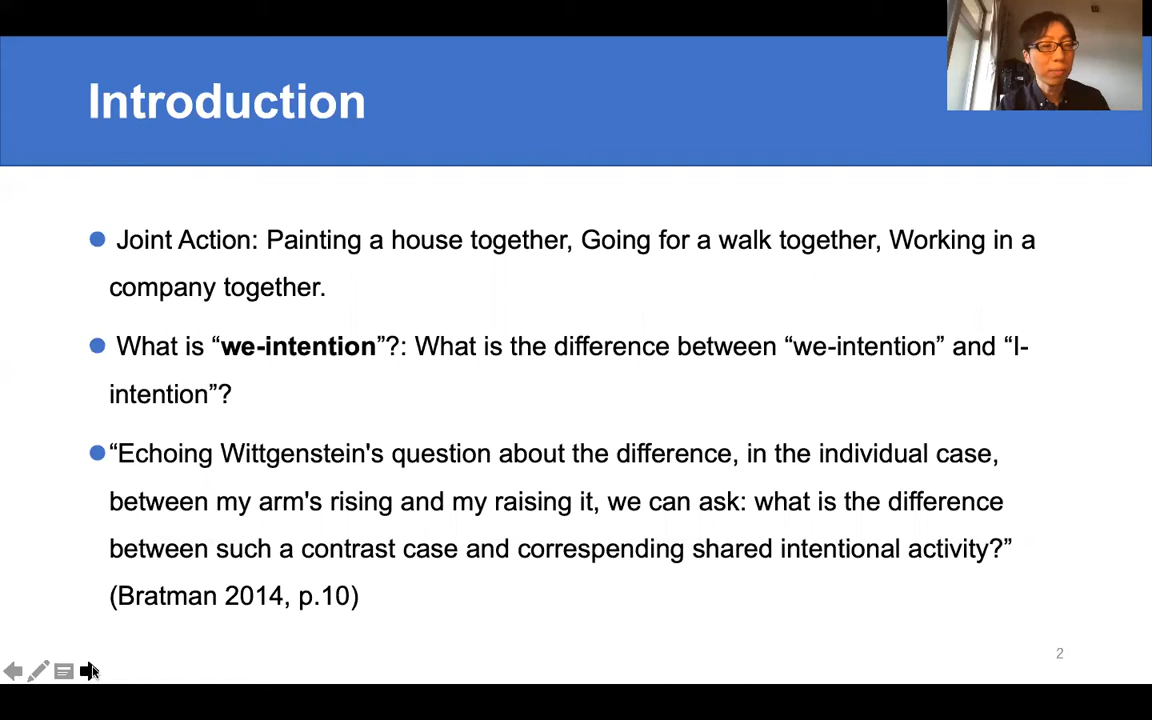 Introduction
Joint Action: Painting a house together, Going for a walk together, Working in a
company together.
What is “we-intention”?: What is the difference between “we-intention” and “I-
intention”?
“Echoing Wittgenstein's question about the difference, in the individual case,
between my arm's rising and my raising it, we can ask: what is the difference
between such a contrast case and correspending shared intentional activity?”
(Bratman 2014, p.10)
2